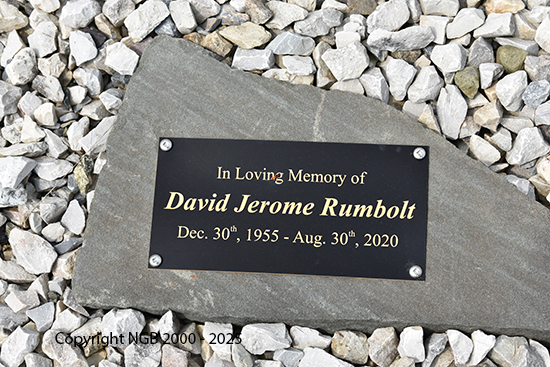 In Loving Memory of
David Jerome Rumbolt
Dec. 30th, 1955 - Aug. 30th, 2020
Copyright (c) NGB 2000 - 2025